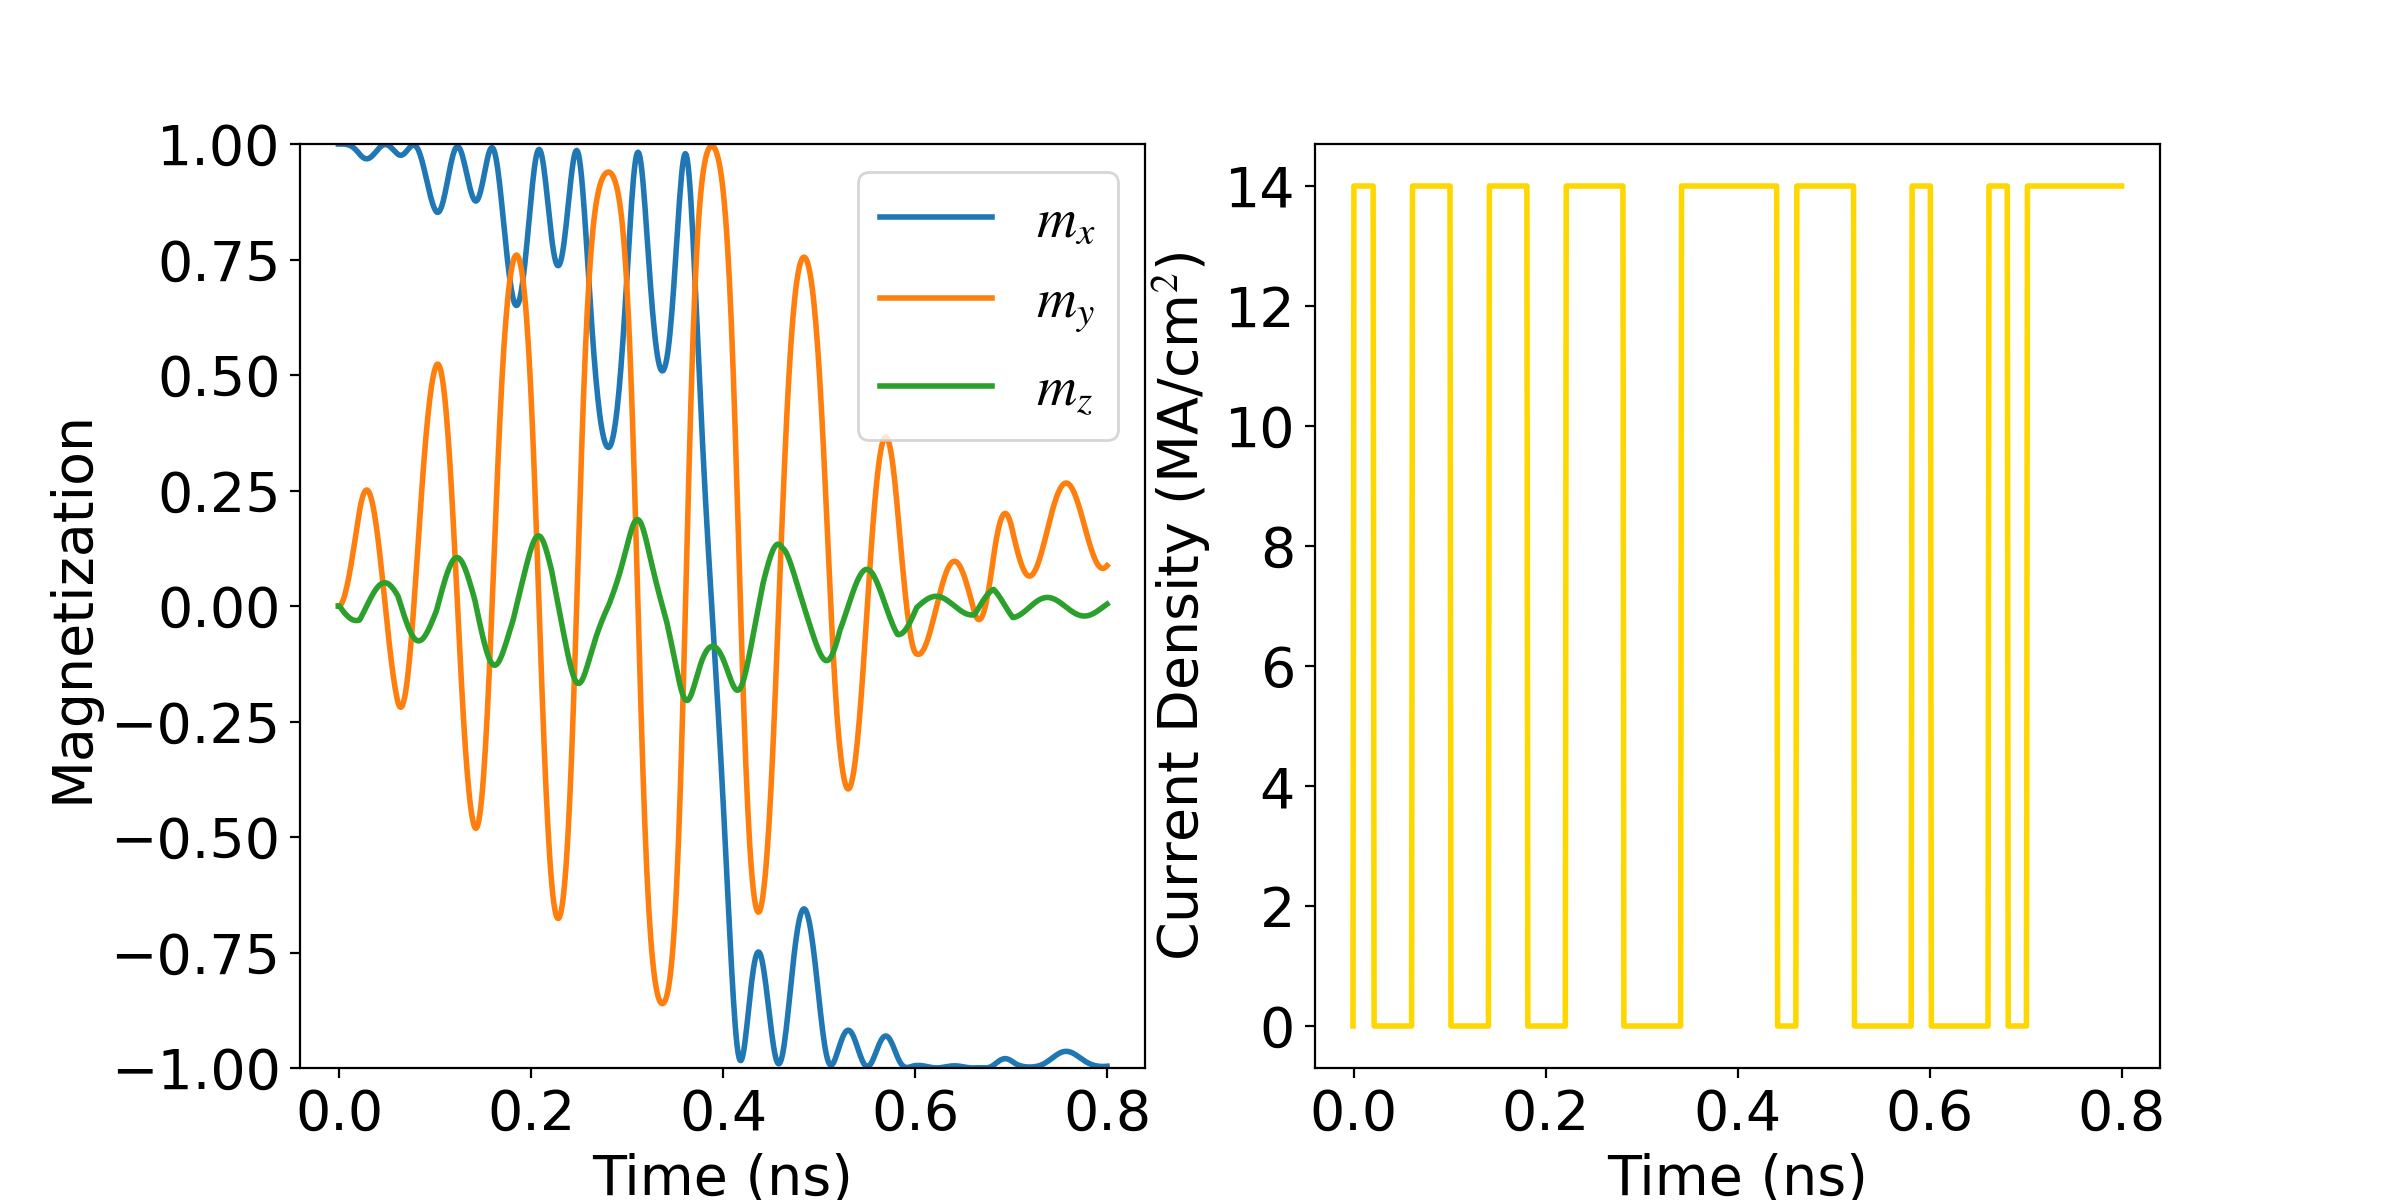 Magnetization
1.00
0.75
0.50
0.25
0.00
−0.25
−0.50
−0.75
−1.00
0.0 0.2 0.4 0.6 0.8
Time (ns)
m_x
m_y
m_z
Current Density (MA/cm²)
14
12
10
8
6
4
2
0
0.0 0.2 0.4 0.6 0.8
Time (ns)